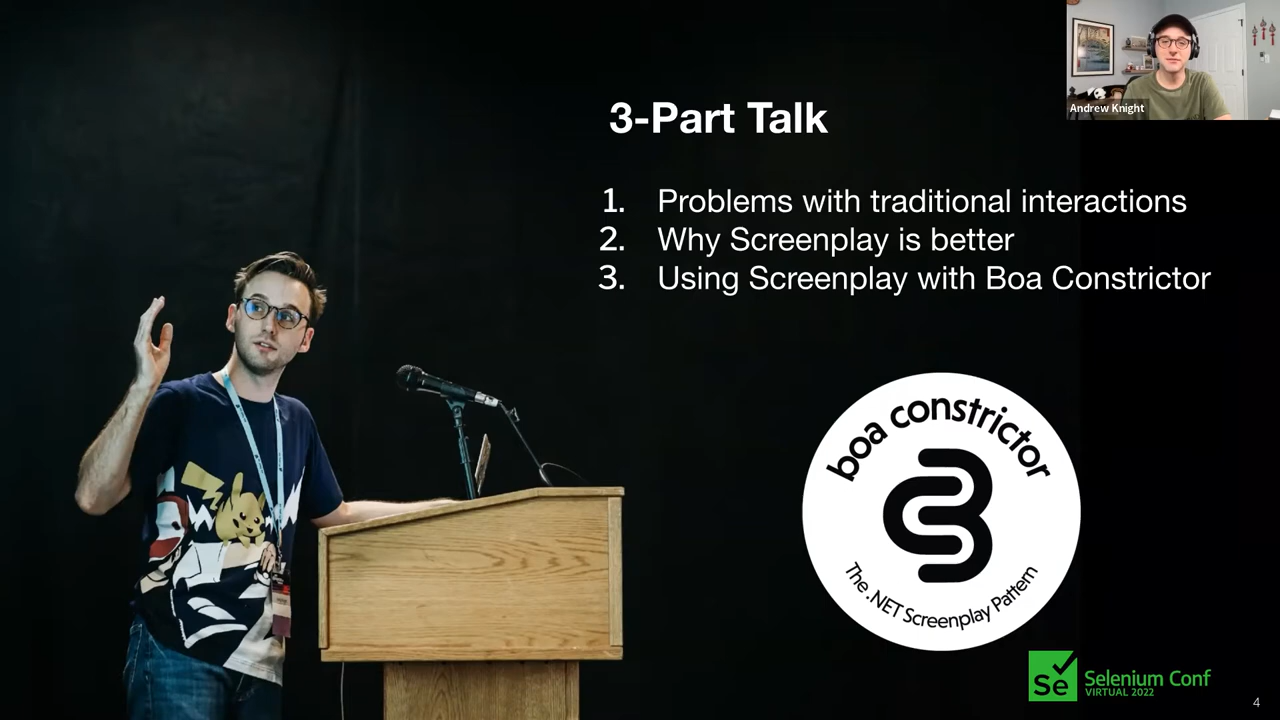 Andrew Knight
3-Part Talk
1. Problems with traditional interactions
2. Why Screenplay is better
3. Using Screenplay with Boa Constrictor
boa constrictor
The .NET Screenplay Pattern
Se
Selenium Conf
VIRTUAL 2022
4